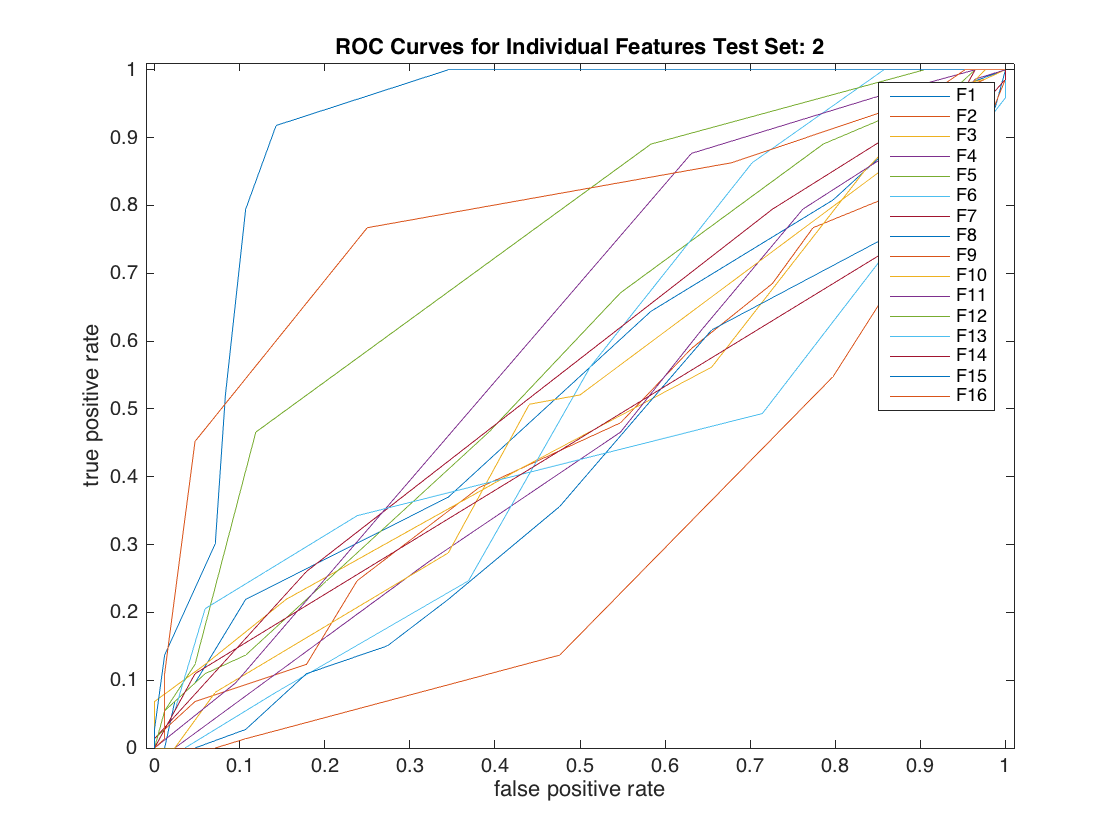 ROC Curves for Individual Features Test Set: 2
1
0.9
0.8
0.7
0.6
0.5
0.4
0.3
0.2
0.1
0
true positive rate
F1
F2
F3
F4
F5
F6
F7
F8
F9
F10
F11
F12
F13
F14
F15
F16
0 0.1 0.2 0.3 0.4 0.5 0.6 0.7 0.8 0.9 1
false positive rate